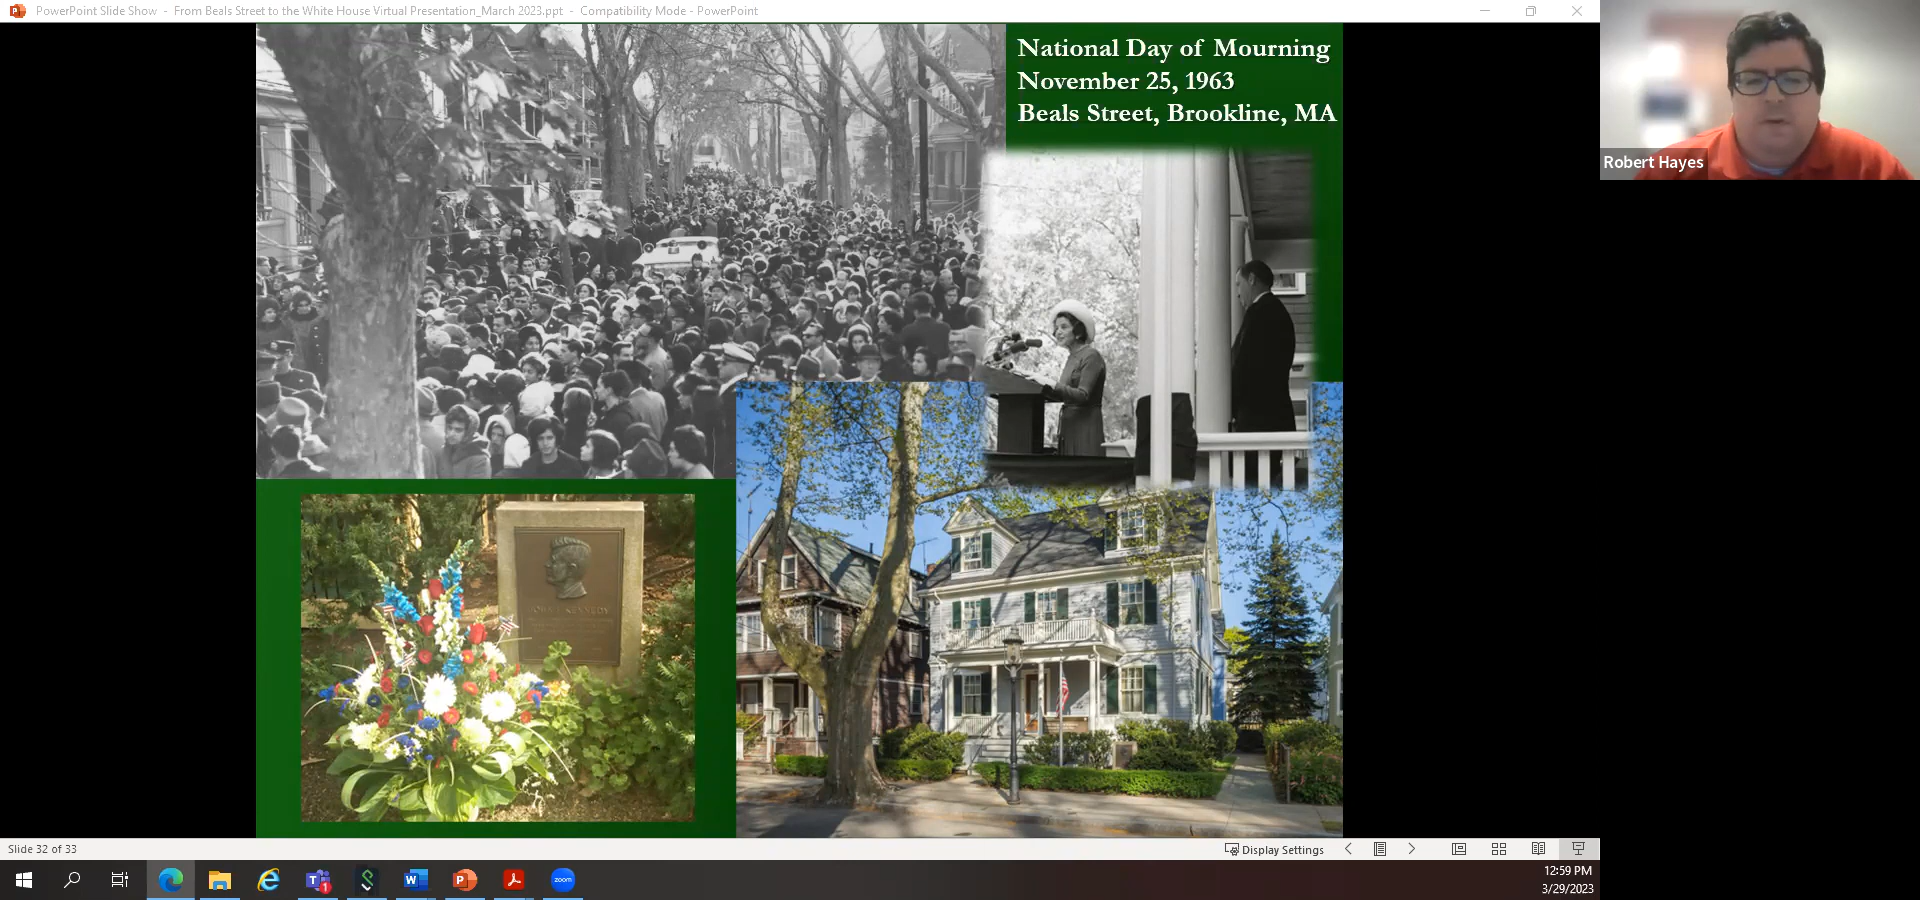 PowerPoint Slide Show - From Beals Street to the White House Virtual Presentation_March 2023.ppt - Compatibility Mode - PowerPoint
National Day of Mourning
November 25, 1963
Beals Street, Brookline, MA
Robert Hayes
JOHN F KENNEDY
Slide 32 of 33
Display Settings
1
zoom
12:59 PM
3/29/2023